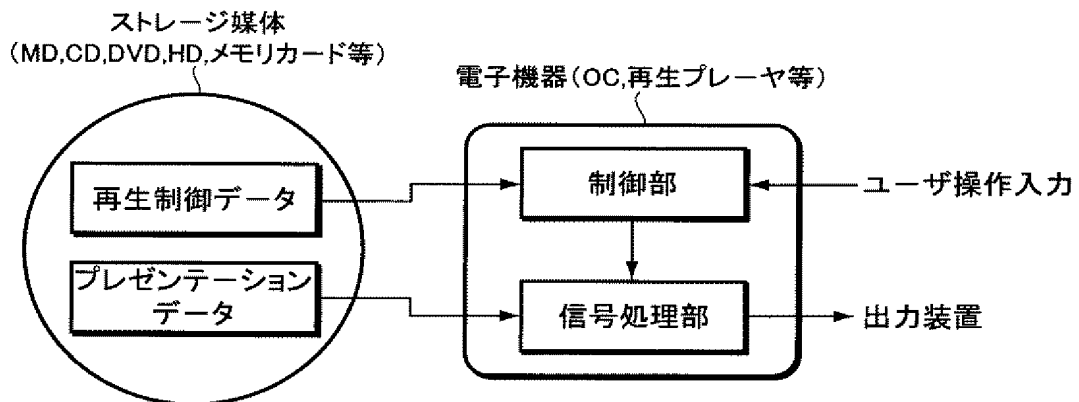 ストレージ媒体
(MD,CD,DVD,HD,メモリカード等)
電子機器(OC,再生プレーヤ等)
再生制御データ
制御部
ユーザ操作入力
プレゼンテーション
データ
信号処理部
出力装置